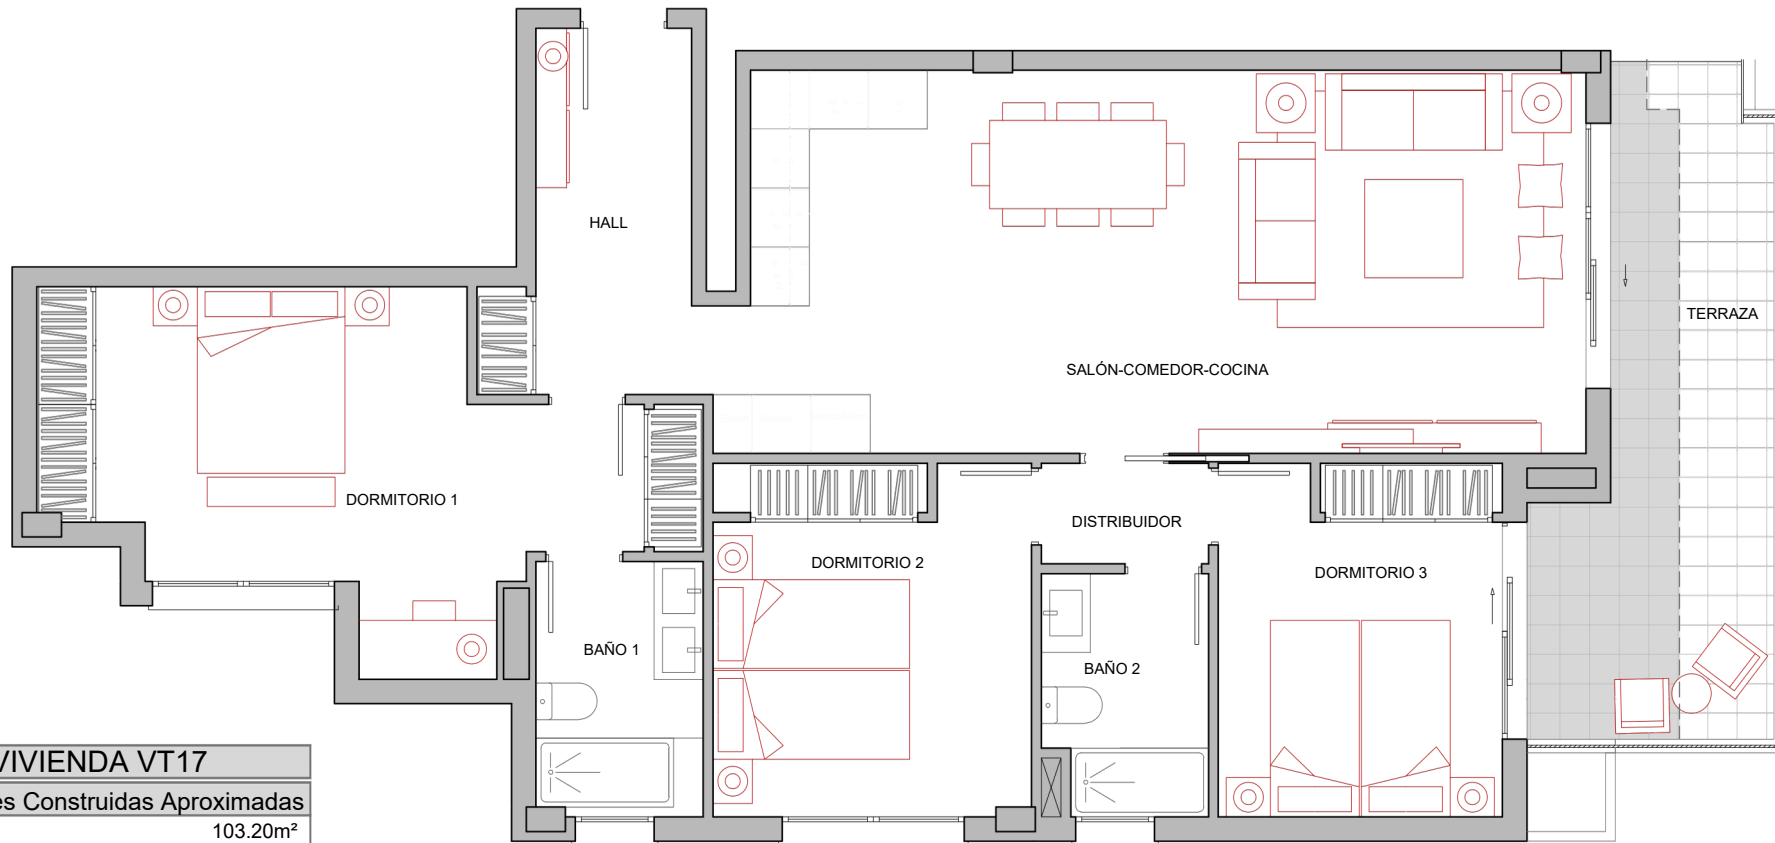 HALL
TERRAZA
SALÓN-COMEDOR-COCINA
DORMITORIO 1
DISTRIBUIDOR
DORMITORIO 2
DORMITORIO 3
BAÑO 1
BAÑO 2
VIVIENDA VT17
es Construidas Aproximadas
103.20m²